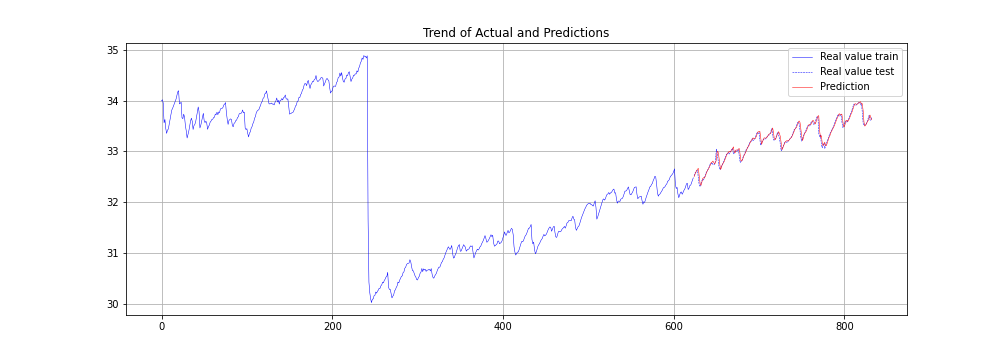 Trend of Actual and Predictions
35
34
33
32
31
30
Real value train
Real value test
Prediction
0
200
400
600
800